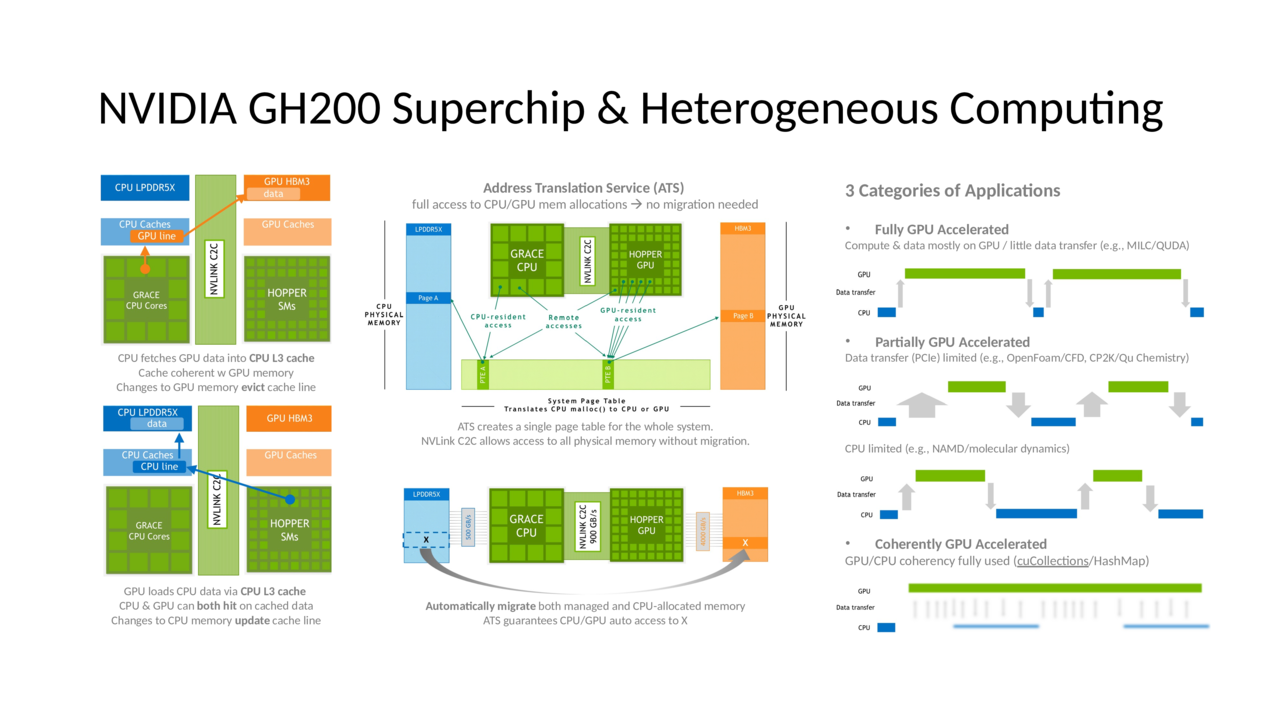 NVIDIA GH200 Superchip & Heterogeneous Computing
CPU LPDDR5X
GPU HBM3
data
CPU Caches
GPU line
GPU Caches
NVLINK C2C
GRACE
CPU Cores
HOPPER
SMs
CPU fetches GPU data into CPU L3 cache
Cache coherent w GPU memory
Changes to GPU memory evict cache line
CPU LPDDR5X
data
GPU HBM3
CPU Caches
CPU line
GPU Caches
NVLINK C2C
GRACE
CPU Cores
HOPPER
SMs
GPU loads CPU data via CPU L3 cache
CPU & GPU can both hit on cached data
Changes to CPU memory update cache line
Address Translation Service (ATS)
full access to CPU/GPU mem allocations → no migration needed
LPDDR5X
HBM3
GRACE
CPU
NVLINK C2C
HOPPER
GPU
Page A
Page B
CPU
PHYSICAL
MEMORY
GPU
PHYSICAL
MEMORY
CPU-resident
access
Remote
accesses
GPU-resident
access
PTE A
PTE B
System Page Table
Translates CPU malloc() to CPU or GPU
ATS creates a single page table for the whole system.
NVLink C2C allows access to all physical memory without migration.
LPDDR5X
HBM3
500 GB/s
GRACE
CPU
NVLINK C2C
900 GB/s
HOPPER
GPU
4000 GB/s
X
X
Automatically migrate both managed and CPU-allocated memory
ATS guarantees CPU/GPU auto access to X
3 Categories of Applications
• Fully GPU Accelerated
Compute & data mostly on GPU / little data transfer (e.g., MILC/QUDA)
GPU
Data transfer
CPU
• Partially GPU Accelerated
Data transfer (PCIe) limited (e.g., OpenFoam/CFD, CP2K/Qu Chemistry)
GPU
Data transfer
CPU
CPU limited (e.g., NAMD/molecular dynamics)
GPU
Data transfer
CPU
• Coherently GPU Accelerated
GPU/CPU coherency fully used (cuCollections/HashMap)
GPU
Data transfer
CPU